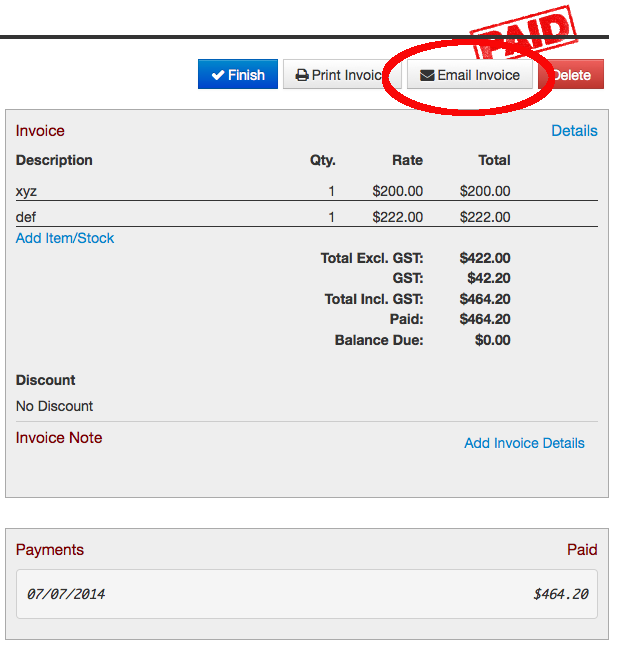 PAID
Finish Print Invoic Email Invoice Delete
Invoice Details
Description Qty. Rate Total
xyz 1 $200.00 $200.00
def 1 $222.00 $222.00
Add Item/Stock
Total Excl. GST: $422.00
GST: $42.20
Total Incl. GST: $464.20
Paid: $464.20
Balance Due: $0.00
Discount
No Discount
Invoice Note Add Invoice Details
Payments Paid
07/07/2014 $464.20